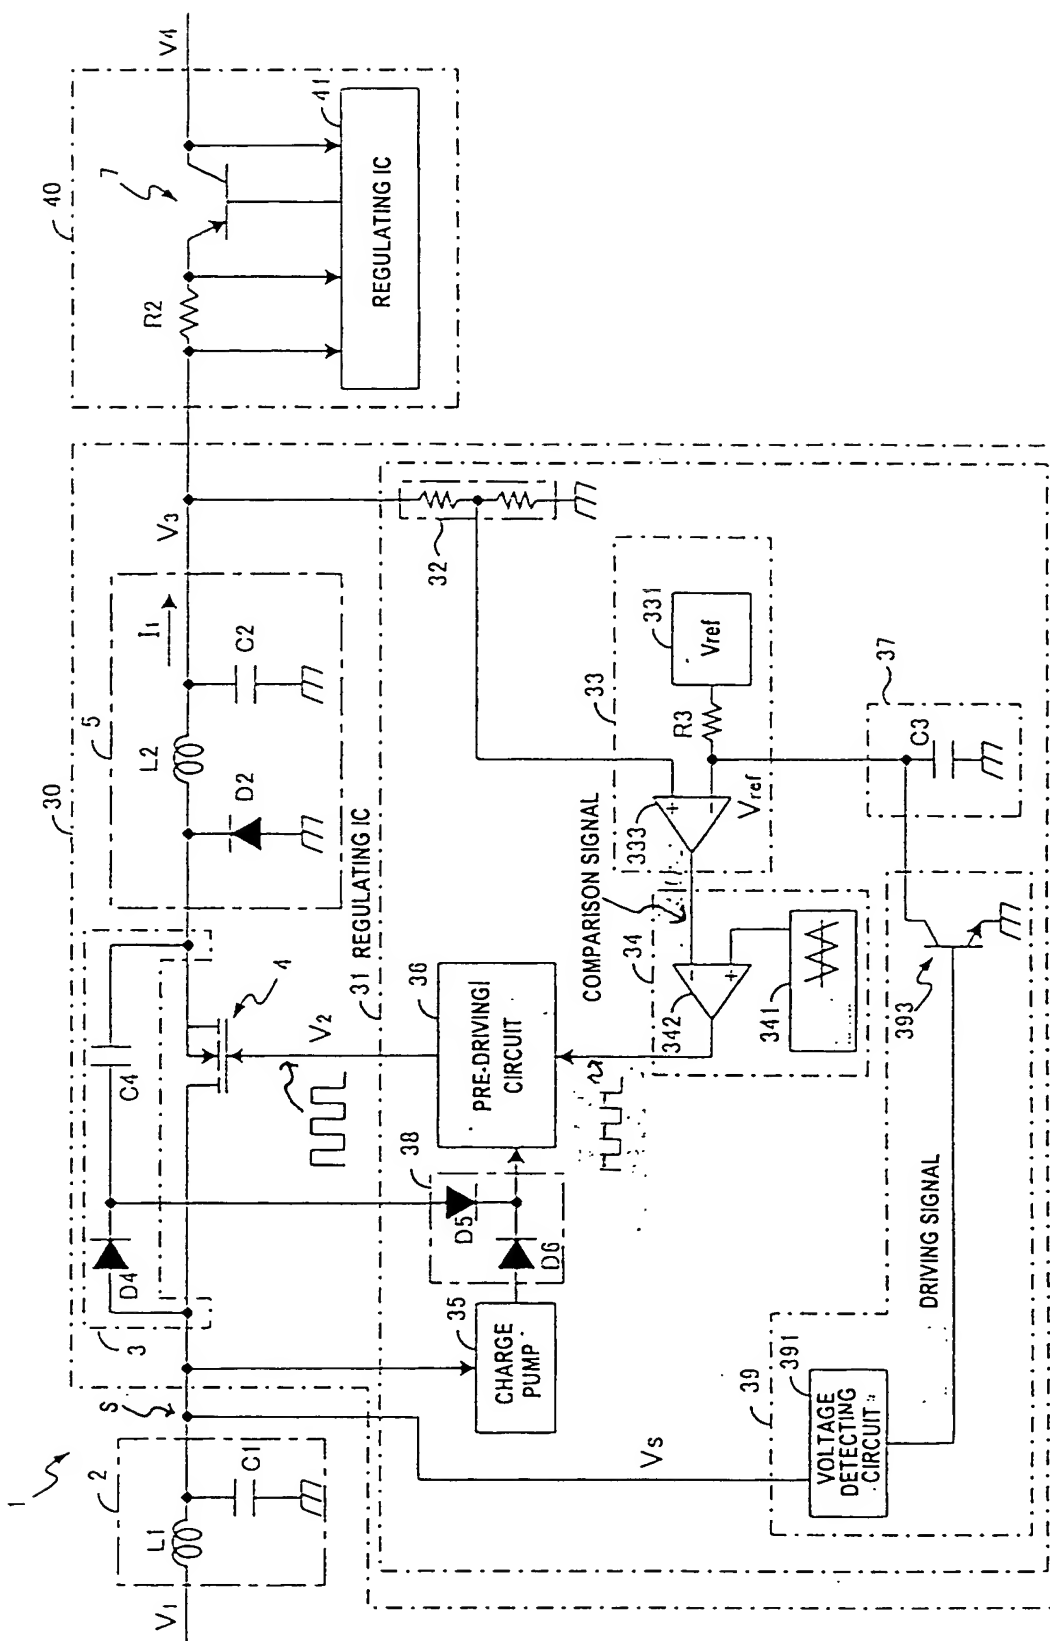 1
V1
2
L1
C1
S
30
3
D4
C4
4
5
L2
D2
C2
I1
V3
40
R2
7
V4
REGULATING IC
41
31 REGULATING IC
V2
35
CHARGE
PUMP
38
D5
D6
36
PRE-DRIVING
CIRCUIT
32
COMPARISON SIGNAL
34
342
+
−
341
33
333
+
−
R3
Vref
331
Vref
37
C3
VS
39
391
VOLTAGE
DETECTING
CIRCUIT
DRIVING SIGNAL
393